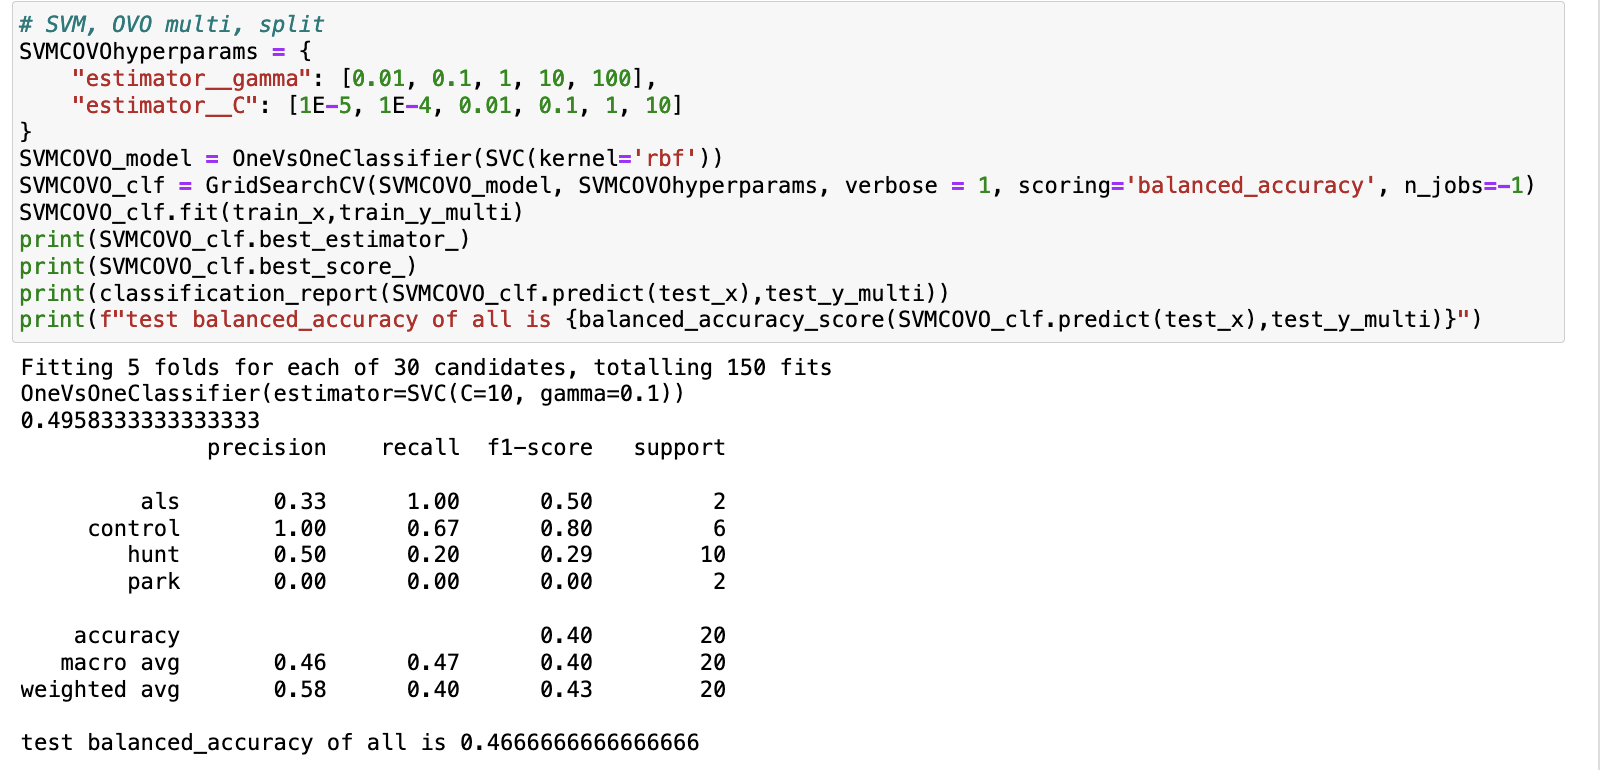 # SVM, OVO multi, split
SVMCOVOhyperparams = {
    "estimator__gamma": [0.01, 0.1, 1, 10, 100],
    "estimator__C": [1E-5, 1E-4, 0.01, 0.1, 1, 10]
}
SVMCOVO_model = OneVsOneClassifier(SVC(kernel='rbf'))
SVMCOVO_clf = GridSearchCV(SVMCOVO_model, SVMCOVOhyperparams, verbose = 1, scoring='balanced_accuracy', n_jobs=-1)
SVMCOVO_clf.fit(train_x,train_y_multi)
print(SVMCOVO_clf.best_estimator_)
print(SVMCOVO_clf.best_score_)
print(classification_report(SVMCOVO_clf.predict(test_x),test_y_multi))
print(f"test balanced_accuracy of all is {balanced_accuracy_score(SVMCOVO_clf.predict(test_x),test_y_multi)}")
Fitting 5 folds for each of 30 candidates, totalling 150 fits
OneVsOneClassifier(estimator=SVC(C=10, gamma=0.1))
0.4958333333333333
              precision    recall  f1-score   support
         als       0.33      1.00      0.50         2
     control       1.00      0.67      0.80         6
        hunt       0.50      0.20      0.29        10
        park       0.00      0.00      0.00         2
    accuracy                           0.40        20
   macro avg       0.46      0.47      0.40        20
weighted avg       0.58      0.40      0.43        20
test balanced_accuracy of all is 0.4666666666666666